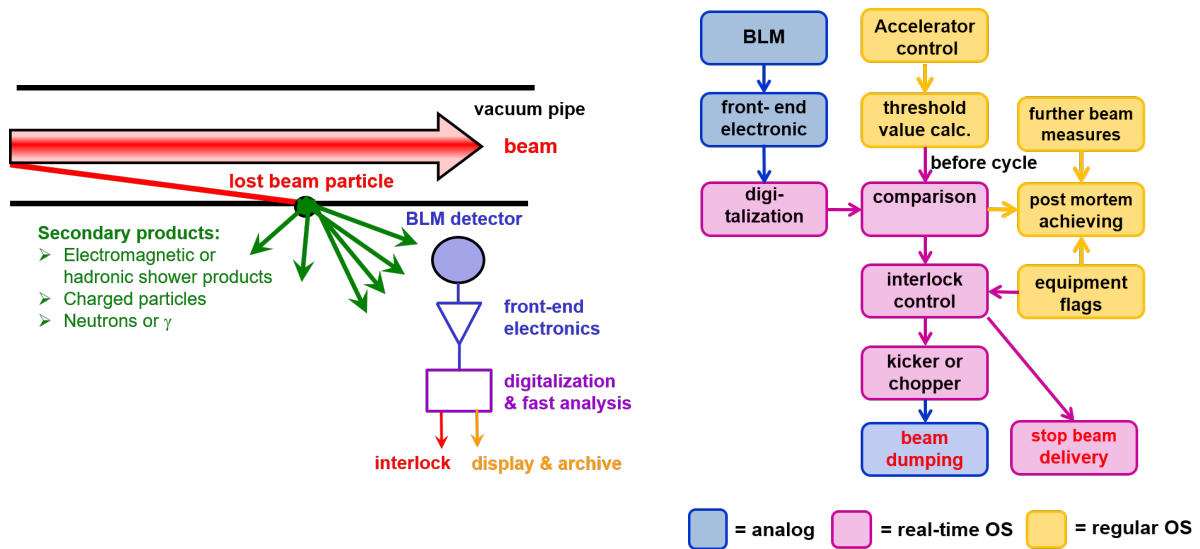 vacuum pipe
beam
lost beam particle
BLM detector
Secondary products:
➢ Electromagnetic or
hadronic shower products
➢ Charged particles
➢ Neutrons or γ
front-end
electronics
digitalization
& fast analysis
interlock
display & archive
BLM
Accelerator
control
front- end
electronic
threshold
value calc.
further beam
measures
before cycle
digi-
talization
comparison
post mortem
achieving
interlock
control
equipment
flags
kicker or
chopper
beam
dumping
stop beam
delivery
= analog
= real-time OS
= regular OS